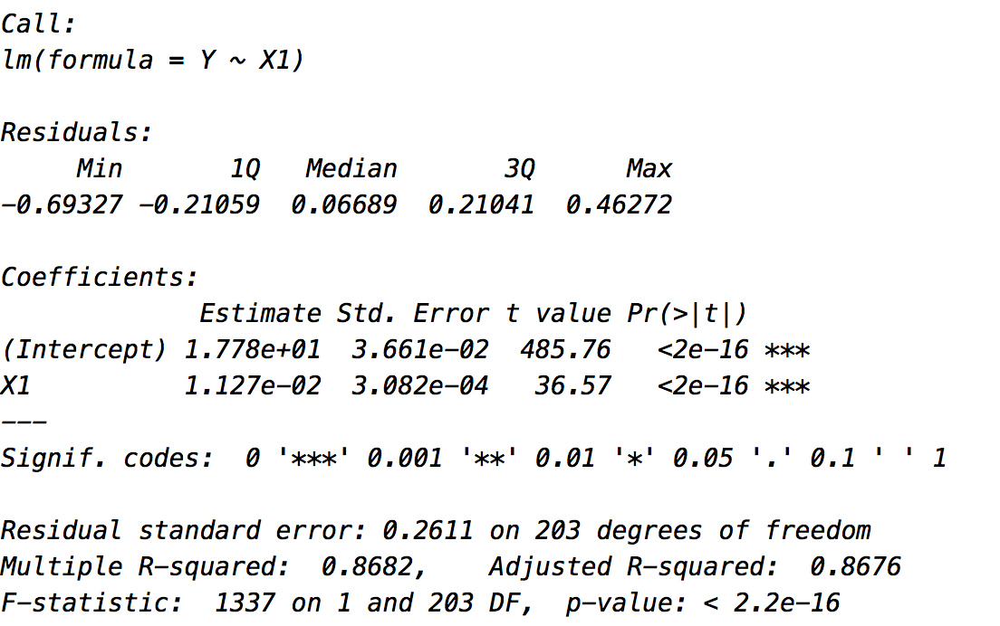 Call:
lm(formula = Y ~ X1)
Residuals:
Min 1Q Median 3Q Max
-0.69327 -0.21059 0.06689 0.21041 0.46272
Coefficients:
Estimate Std. Error t value Pr(>|t|)
(Intercept) 1.778e+01 3.661e-02 485.76 <2e-16 ***
X1 1.127e-02 3.082e-04 36.57 <2e-16 ***
---
Signif. codes: 0 '***' 0.001 '**' 0.01 '*' 0.05 '.' 0.1 ' ' 1
Residual standard error: 0.2611 on 203 degrees of freedom
Multiple R-squared: 0.8682, Adjusted R-squared: 0.8676
F-statistic: 1337 on 1 and 203 DF, p-value: < 2.2e-16